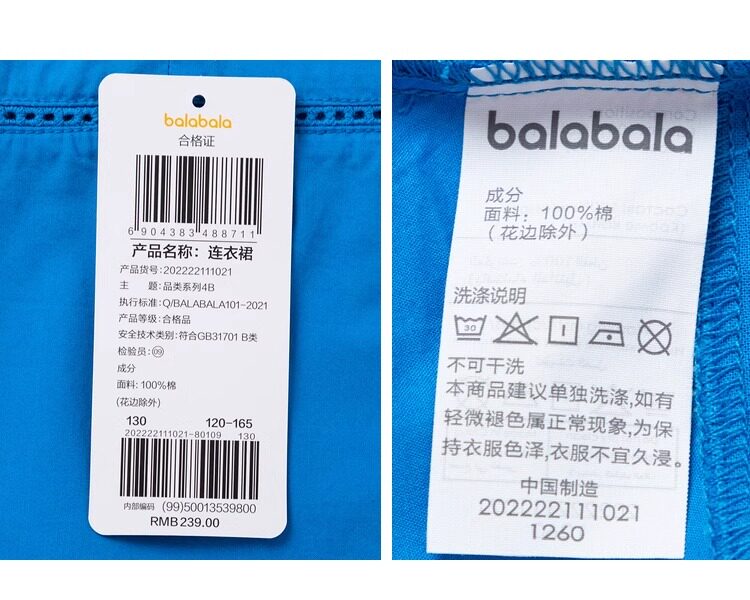 balabala
合格证
6 904383 488711
产品名称：连衣裙
产品货号：202222111021
主　　题：品类系列4B
执行标准：Q/BALABALA101-2021
产品等级：合格品
安全技术类别：符合GB31701 B类
检验员：09
成分
面料：100%棉
(花边除外)
130 120-165
202222111021-80109 130
内部编码 (99)50013539800
RMB239.00
balabala
成分
面料：100%棉
（花边除外）
洗涤说明
30
不可干洗
本商品建议单独洗涤,如有
轻微褪色属正常现象,为保
持衣服色泽,衣服不宜久浸。
中国制造
202222111021
1260